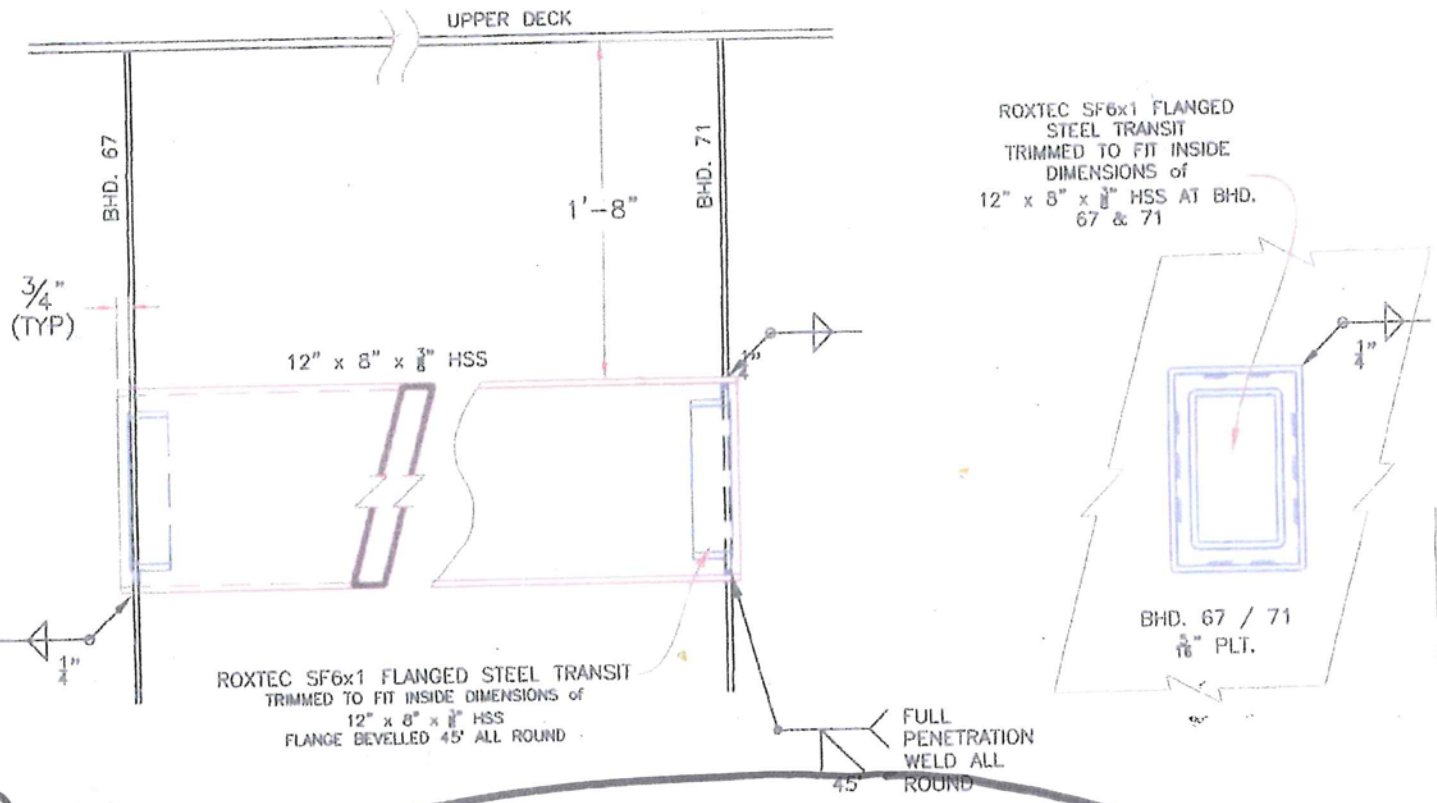 UPPER DECK
BHD. 67
BHD. 71
1'-8"
3/4"
(TYP)
12" x 8" x 3/8" HSS
1/4"
ROXTEC SF6x1 FLANGED
STEEL TRANSIT
TRIMMED TO FIT INSIDE
DIMENSIONS of
12" x 8" x 3/8" HSS AT BHD.
67 & 71
1/4"
BHD. 67 / 71
5/16" PLT.
1/4"
ROXTEC SF6x1 FLANGED STEEL TRANSIT
TRIMMED TO FIT INSIDE DIMENSIONS of
12" x 8" x 3/8" HSS
FLANGE BEVELLED 45' ALL ROUND
FULL
PENETRATION
WELD ALL
ROUND
45'